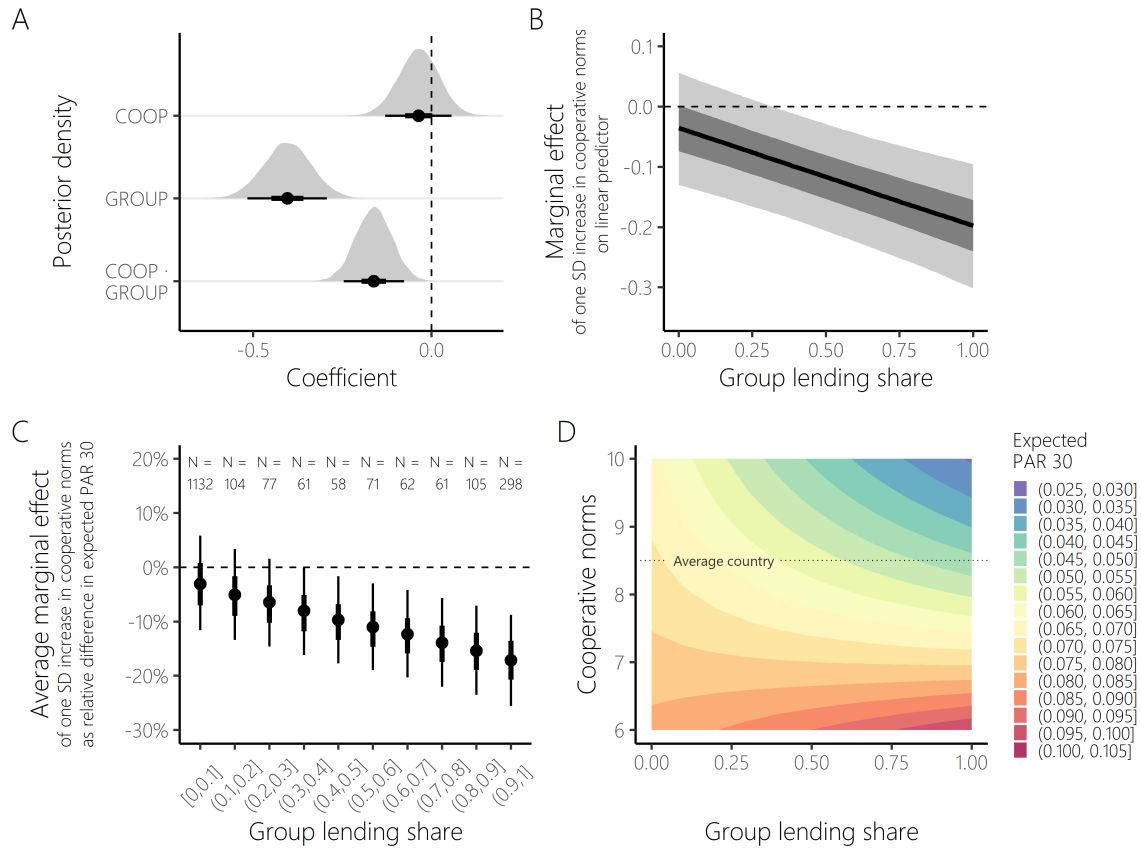 A
Posterior density
COOP
GROUP
COOP ·
GROUP
-0.5
0.0
Coefficient
B
Marginal effect
of one SD increase in cooperative norms
on linear predictor
0.1
0.0
-0.1
-0.2
-0.3
0.00
0.25
0.50
0.75
1.00
Group lending share
C
Average marginal effect
of one SD increase in cooperative norms
as relative difference in expected PAR 30
20%
10%
0%
-10%
-20%
-30%
N =
1132
N =
104
N =
77
N =
61
N =
58
N =
71
N =
62
N =
61
N =
105
N =
298
[0,0.1]
(0.1,0.2]
(0.2,0.3]
(0.3,0.4]
(0.4,0.5]
(0.5,0.6]
(0.6,0.7]
(0.7,0.8]
(0.8,0.9]
(0.9,1]
Group lending share
D
Cooperative norms
10
9
8
7
6
Average country
0.00
0.25
0.50
0.75
1.00
Group lending share
Expected
PAR 30
(0.025, 0.030]
(0.030, 0.035]
(0.035, 0.040]
(0.040, 0.045]
(0.045, 0.050]
(0.050, 0.055]
(0.055, 0.060]
(0.060, 0.065]
(0.065, 0.070]
(0.070, 0.075]
(0.075, 0.080]
(0.080, 0.085]
(0.085, 0.090]
(0.090, 0.095]
(0.095, 0.100]
(0.100, 0.105]